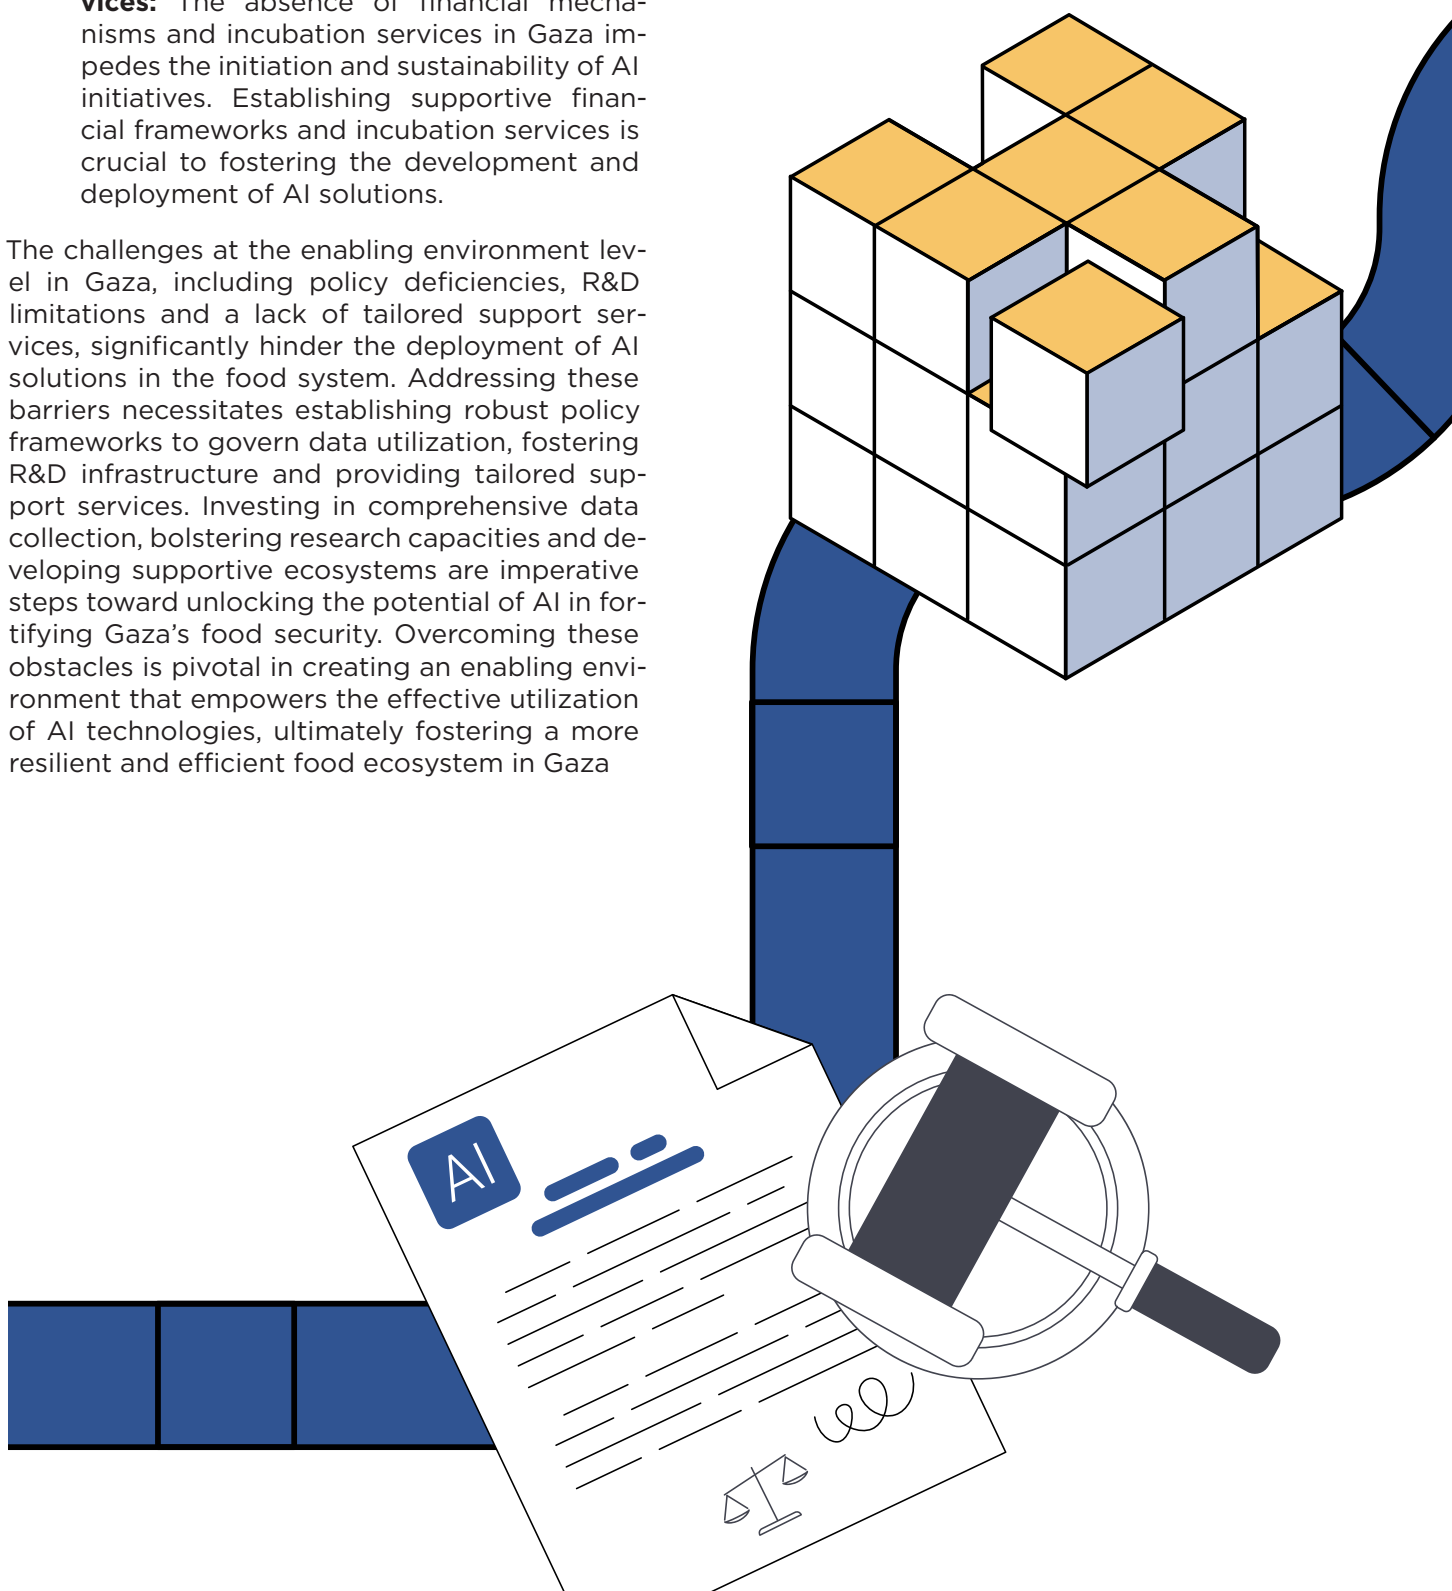 vices: The absence of financial mecha-
nisms and incubation services in Gaza im-
pedes the initiation and sustainability of AI
initiatives. Establishing supportive finan-
cial frameworks and incubation services is
crucial to fostering the development and
deployment of AI solutions.
The challenges at the enabling environment lev-
el in Gaza, including policy deficiencies, R&D
limitations and a lack of tailored support ser-
vices, significantly hinder the deployment of AI
solutions in the food system. Addressing these
barriers necessitates establishing robust policy
frameworks to govern data utilization, fostering
R&D infrastructure and providing tailored sup-
port services. Investing in comprehensive data
collection, bolstering research capacities and de-
veloping supportive ecosystems are imperative
steps toward unlocking the potential of AI in for-
tifying Gaza’s food security. Overcoming these
obstacles is pivotal in creating an enabling envi-
ronment that empowers the effective utilization
of AI technologies, ultimately fostering a more
resilient and efficient food ecosystem in Gaza
AI